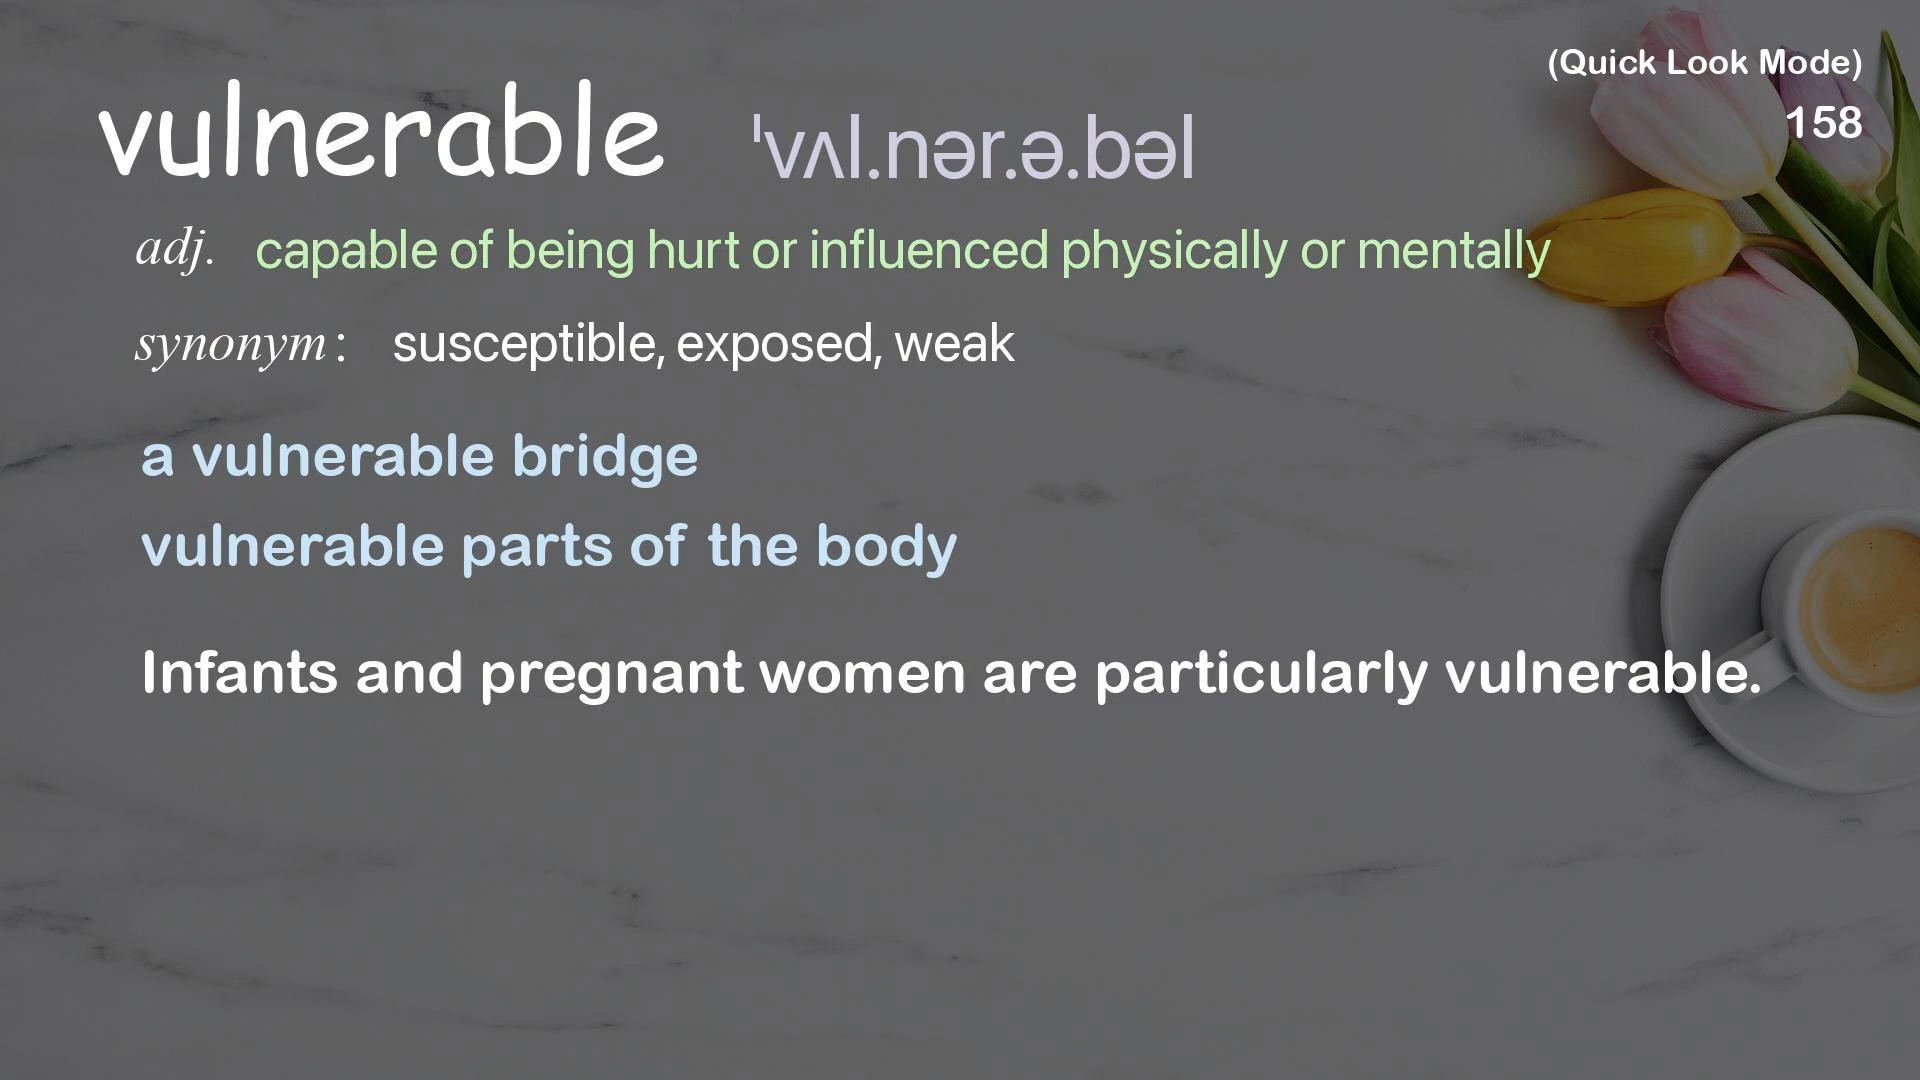 (Quick Look Mode)
158
vulnerable ˈvʌl.nər.ə.bəl
adj. capable of being hurt or influenced physically or mentally
synonym : susceptible, exposed, weak
a vulnerable bridge
vulnerable parts of the body
Infants and pregnant women are particularly vulnerable.